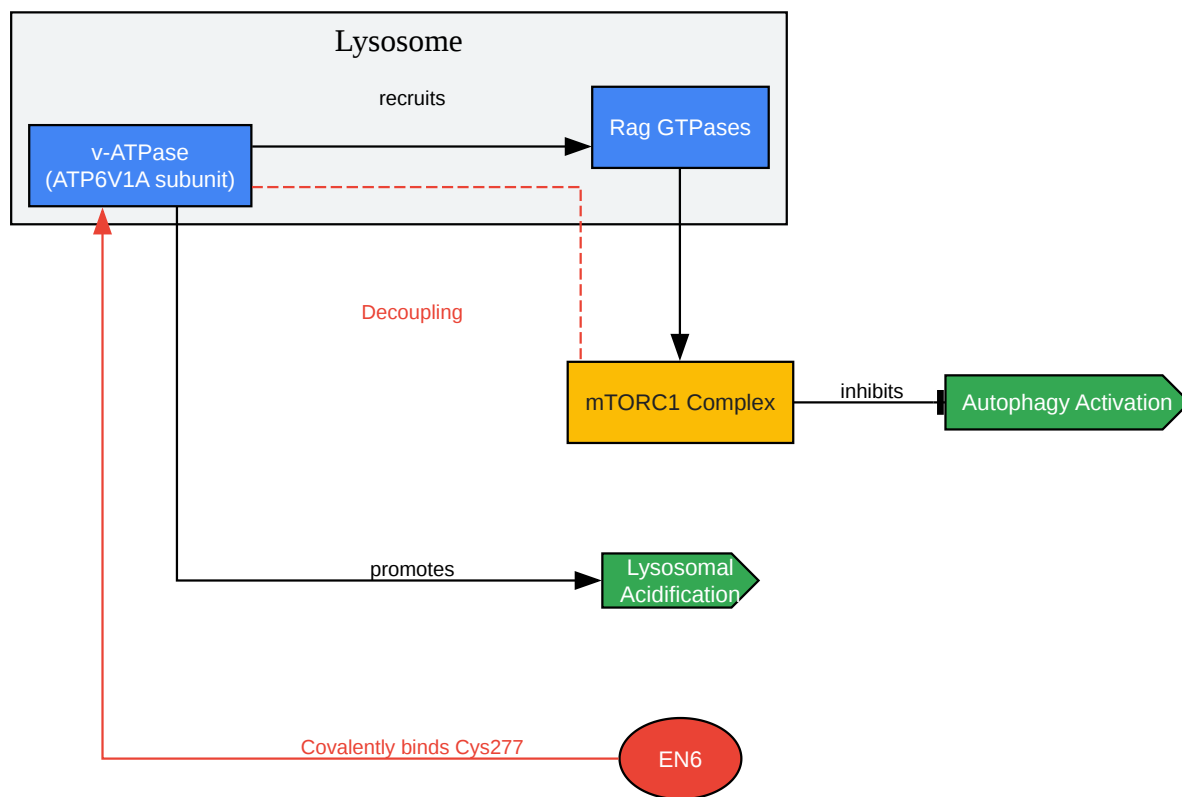 Lysosome
recruits
Rag GTPases
v-ATPase
(ATP6V1A subunit)
Decoupling
mTORC1 Complex
inhibits
Autophagy Activation
promotes
Lysosomal
Acidification
Covalently binds Cys277
EN6